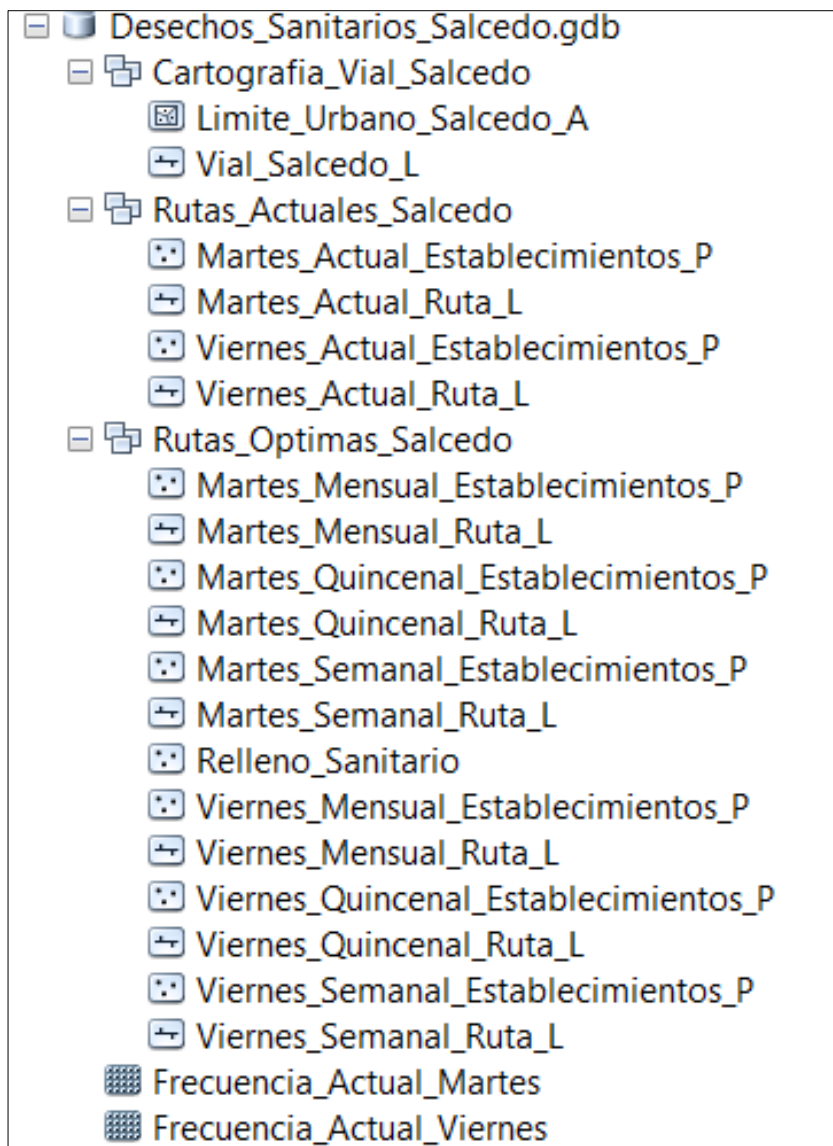 Desechos_Sanitarios_Salcedo.gdb
Cartografia_Vial_Salcedo
Limite_Urbano_Salcedo_A
Vial_Salcedo_L
Rutas_Actuales_Salcedo
Martes_Actual_Establecimientos_P
Martes_Actual_Ruta_L
Viernes_Actual_Establecimientos_P
Viernes_Actual_Ruta_L
Rutas_Optimas_Salcedo
Martes_Mensual_Establecimientos_P
Martes_Mensual_Ruta_L
Martes_Quincenal_Establecimientos_P
Martes_Quincenal_Ruta_L
Martes_Semanal_Establecimientos_P
Martes_Semanal_Ruta_L
Relleno_Sanitario
Viernes_Mensual_Establecimientos_P
Viernes_Mensual_Ruta_L
Viernes_Quincenal_Establecimientos_P
Viernes_Quincenal_Ruta_L
Viernes_Semanal_Establecimientos_P
Viernes_Semanal_Ruta_L
Frecuencia_Actual_Martes
Frecuencia_Actual_Viernes